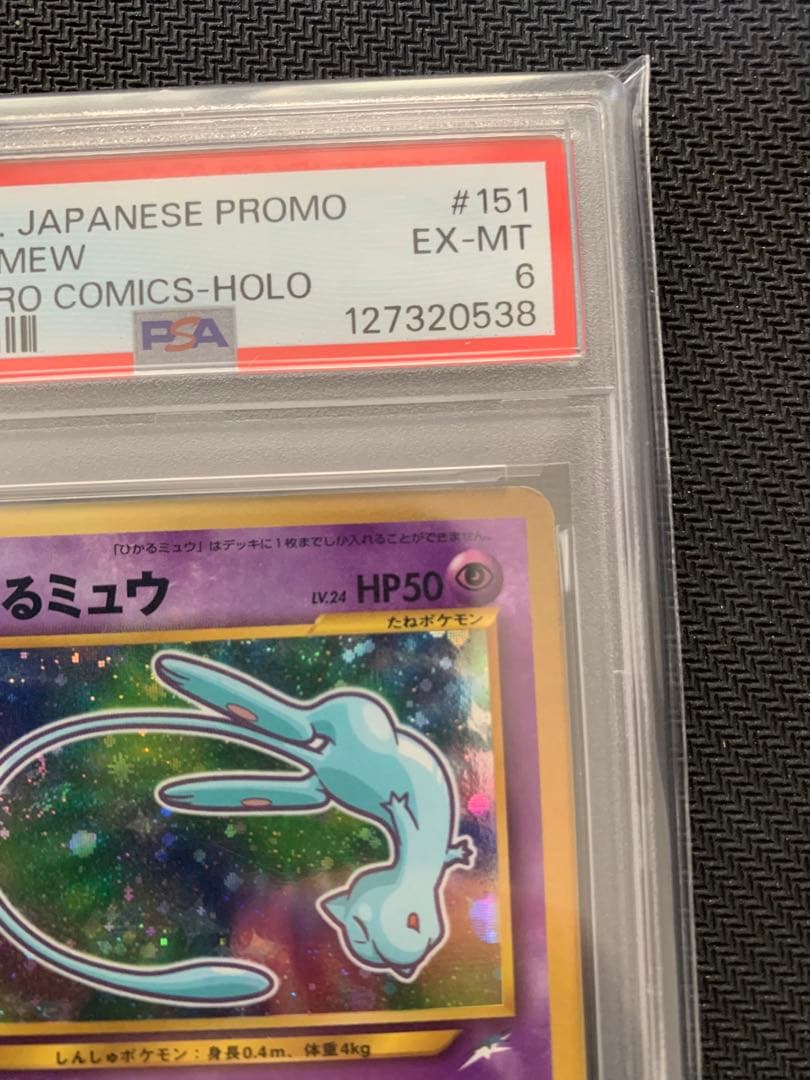 . JAPANESE PROMO #151
MEW EX-MT
RO COMICS-HOLO 6
PSA 127320538
「ひかるミュウ」はデッキに1枚までしか入れることができません。
るミュウ LV.24 HP50
たねポケモン
しんしゅポケモン：身長0.4m、体重4kg